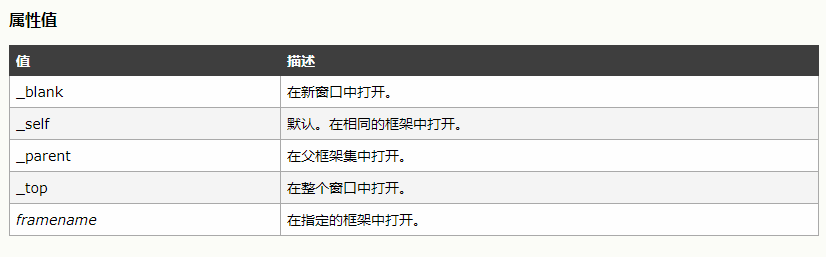 属性值
值 描述
_blank 在新窗口中打开。
_self 默认。在相同的框架中打开。
_parent 在父框架集中打开。
_top 在整个窗口中打开。
framename 在指定的框架中打开。